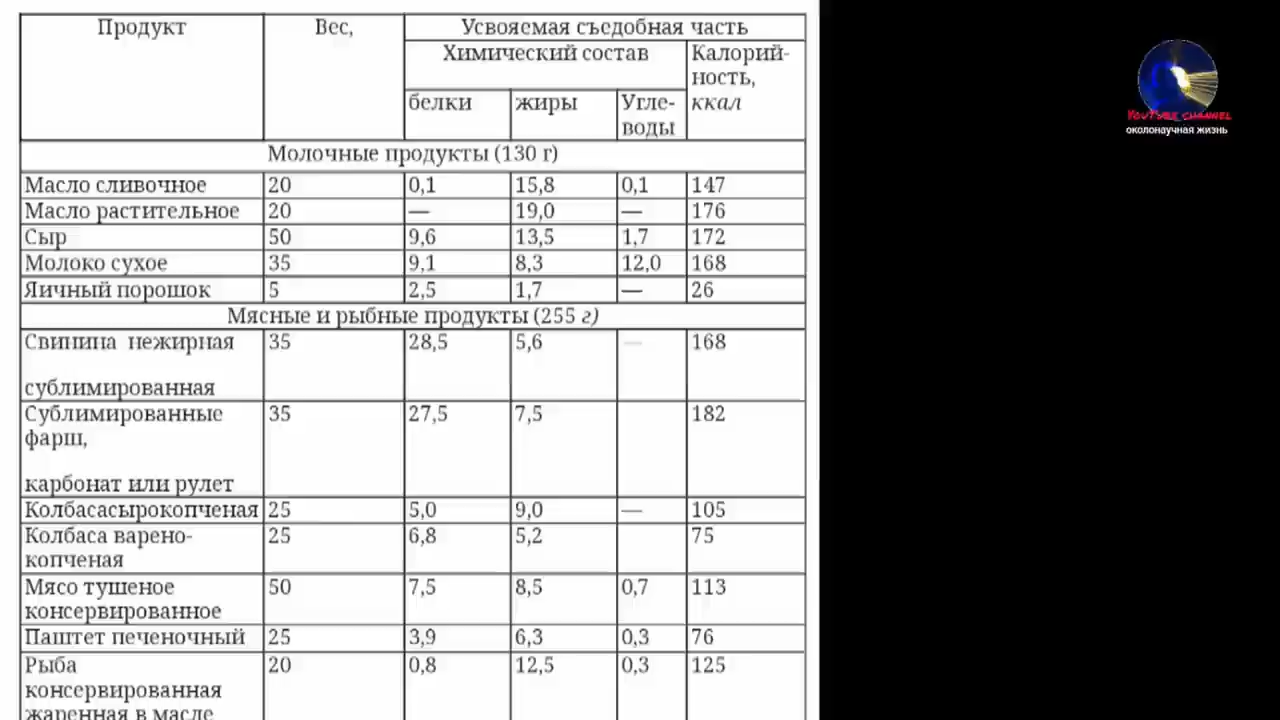 Продукт Вес, Усвояемая съедобная часть
Химический состав Калорий-
ность,
белки жиры Угле- ккал
воды
Молочные продукты (130 г)
Масло сливочное 20 0,1 15,8 0,1 147
Масло растительное 20 — 19,0 — 176
Сыр 50 9,6 13,5 1,7 172
Молоко сухое 35 9,1 8,3 12,0 168
Яичный порошок 5 2,5 1,7 — 26
Мясные и рыбные продукты (255 г)
Свинина нежирная 35 28,5 5,6 — 168
сублимированная
Сублимированные 35 27,5 7,5 182
фарш,
карбонат или рулет
Колбасасырокопченая 25 5,0 9,0 — 105
Колбаса варено- 25 6,8 5,2 75
копченая
Мясо тушеное 50 7,5 8,5 0,7 113
консервированное
Паштет печеночный 25 3,9 6,3 0,3 76
Рыба 20 0,8 12,5 0,3 125
консервированная
жаренная в масле
YouTube channel
околонаучная жизнь